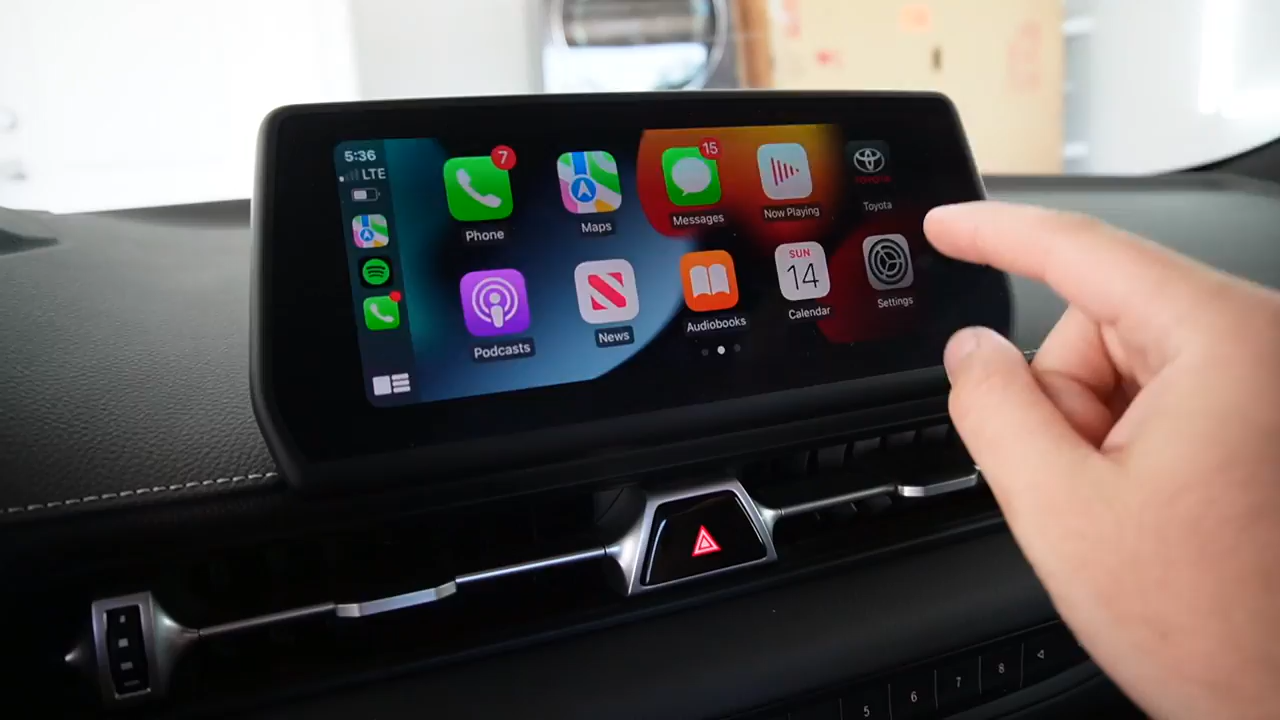 5:36
LTE
7
Phone
Maps
15
Messages
Now Playing
TOYOTA
Toyota
Podcasts
News
Audiobooks
SUN
14
Calendar
Settings
5
6
7
8